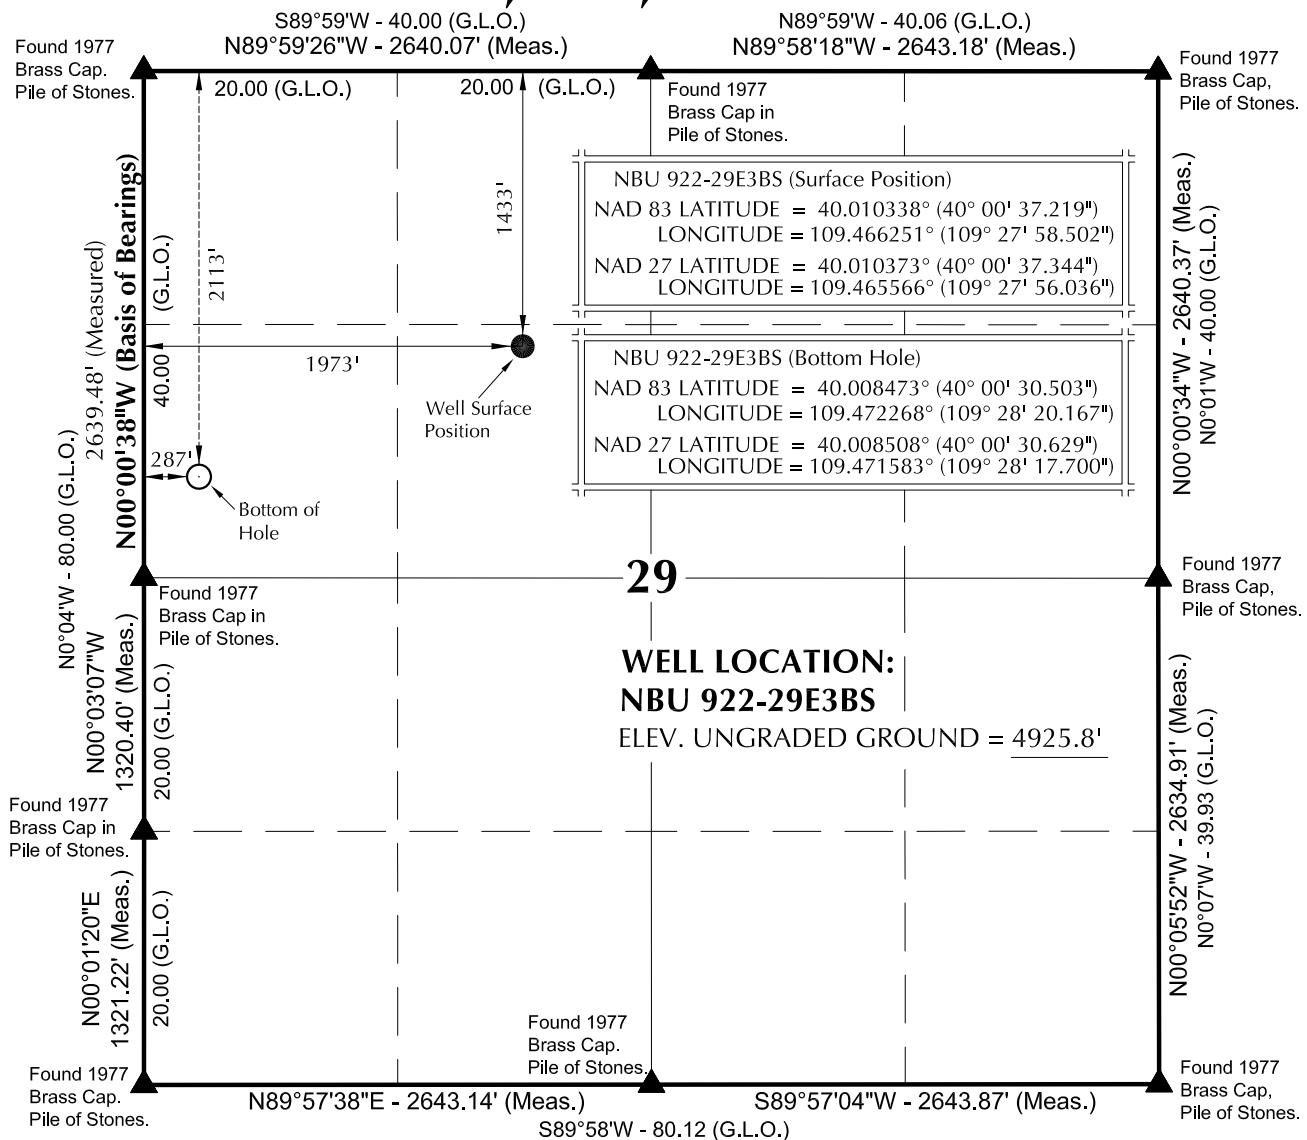 S89°59'W - 40.00 (G.L.O.)
N89°59'26"W - 2640.07' (Meas.)
N89°59'W - 40.06 (G.L.O.)
N89°58'18"W - 2643.18' (Meas.)
Found 1977
Brass Cap.
Pile of Stones.
20.00 (G.L.O.)
20.00 (G.L.O.)
Found 1977
Brass Cap in
Pile of Stones.
Found 1977
Brass Cap,
Pile of Stones.
NBU 922-29E3BS (Surface Position)
NAD 83 LATITUDE = 40.010338° (40° 00' 37.219")
LONGITUDE = 109.466251° (109° 27' 58.502")
NAD 27 LATITUDE = 40.010373° (40° 00' 37.344")
LONGITUDE = 109.465566° (109° 27' 56.036")
NBU 922-29E3BS (Bottom Hole)
NAD 83 LATITUDE = 40.008473° (40° 00' 30.503")
LONGITUDE = 109.472268° (109° 28' 20.167")
NAD 27 LATITUDE = 40.008508° (40° 00' 30.629")
LONGITUDE = 109.471583° (109° 28' 17.700")
1433'
2113'
1973'
287'
Well Surface
Position
Bottom of
Hole
N0°04'W - 80.00 (G.L.O.)
2639.48' (Measured)
N00°00'38"W (Basis of Bearings)
40.00 (G.L.O.)
N00°00'34"W - 2640.37' (Meas.)
N0°01'W - 40.00 (G.L.O.)
29
Found 1977
Brass Cap in
Pile of Stones.
Found 1977
Brass Cap,
Pile of Stones.
WELL LOCATION:
NBU 922-29E3BS
ELEV. UNGRADED GROUND = 4925.8'
N00°03'07"W
1320.40' (Meas.)
20.00 (G.L.O.)
N00°05'52"W - 2634.91' (Meas.)
N0°07'W - 39.93 (G.L.O.)
Found 1977
Brass Cap in
Pile of Stones.
N00°01'20"E
1321.22' (Meas.)
20.00 (G.L.O.)
Found 1977
Brass Cap.
Pile of Stones.
Found 1977
Brass Cap.
Pile of Stones.
Found 1977
Brass Cap,
Pile of Stones.
N89°57'38"E - 2643.14' (Meas.)
S89°57'04"W - 2643.87' (Meas.)
S89°58'W - 80.12 (G.L.O.)